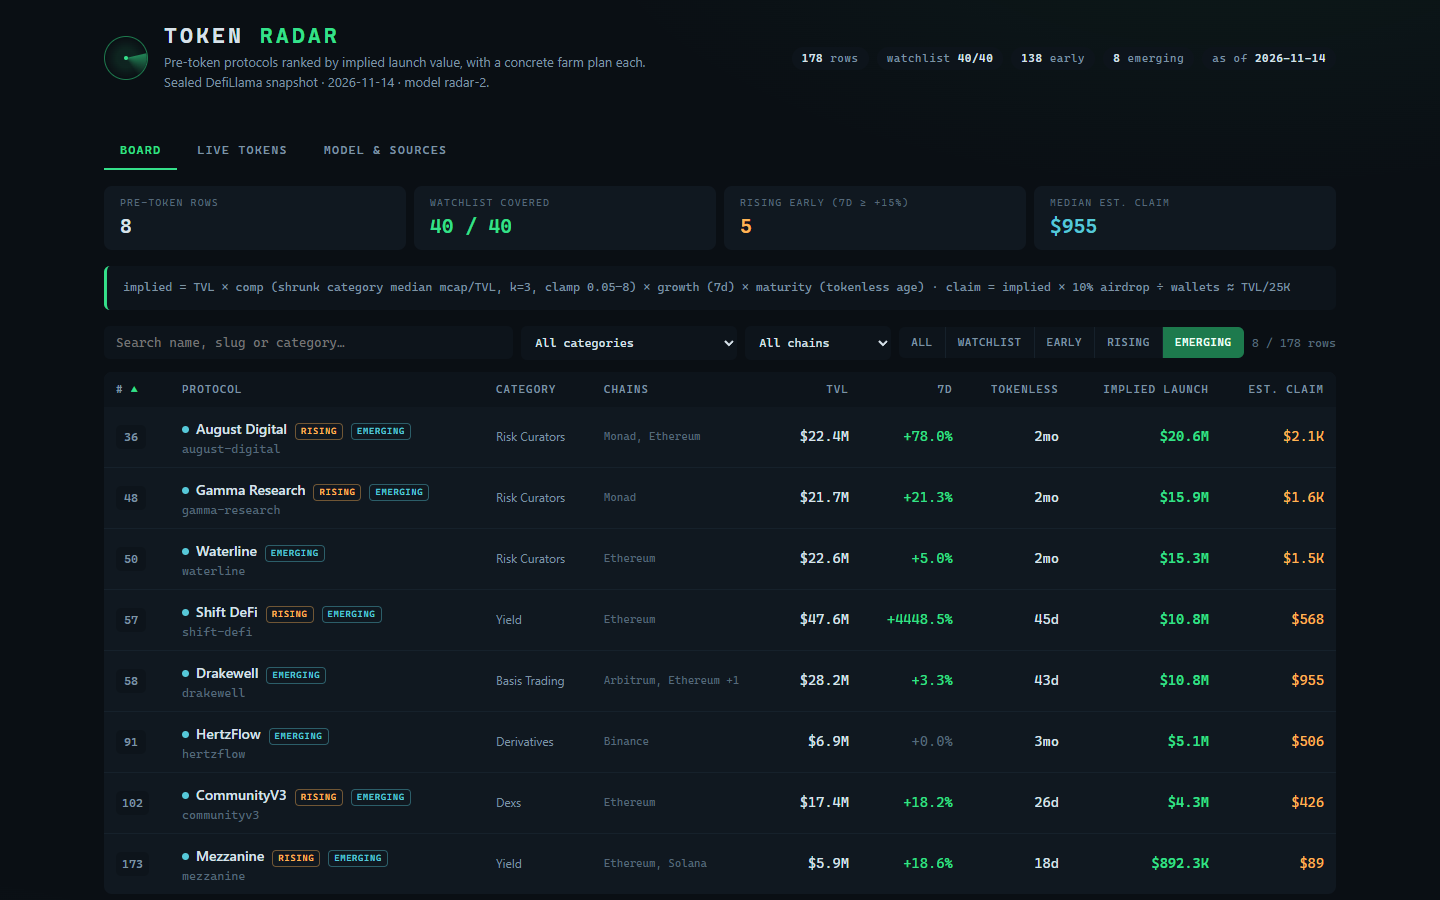 TOKEN RADAR
Pre-token protocols ranked by implied launch value, with a concrete farm plan each.
Sealed DefiLlama snapshot · 2026-11-14 · model radar-2.
178 rows watchlist 40/40 138 early 8 emerging as of 2026-11-14
BOARD LIVE TOKENS MODEL & SOURCES
PRE-TOKEN ROWS
8
WATCHLIST COVERED
40 / 40
RISING EARLY (7D ≥ +15%)
5
MEDIAN EST. CLAIM
$955
implied = TVL × comp (shrunk category median mcap/TVL, k=3, clamp 0.05–8) × growth (7d) × maturity (tokenless age) · claim = implied × 10% airdrop ÷ wallets ≈ TVL/25K
Search name, slug or category… All categories All chains ALL WATCHLIST EARLY RISING EMERGING 8 / 178 rows
# ▲ PROTOCOL CATEGORY CHAINS TVL 7D TOKENLESS IMPLIED LAUNCH EST. CLAIM
36 August Digital RISING EMERGING Risk Curators Monad, Ethereum $22.4M +78.0% 2mo $20.6M $2.1K
august-digital
48 Gamma Research RISING EMERGING Risk Curators Monad $21.7M +21.3% 2mo $15.9M $1.6K
gamma-research
50 Waterline EMERGING Risk Curators Ethereum $22.6M +5.0% 2mo $15.3M $1.5K
waterline
57 Shift DeFi RISING EMERGING Yield Ethereum $47.6M +4448.5% 45d $10.8M $568
shift-defi
58 Drakewell EMERGING Basis Trading Arbitrum, Ethereum +1 $28.2M +3.3% 43d $10.8M $955
drakewell
91 HertzFlow EMERGING Derivatives Binance $6.9M +0.0% 3mo $5.1M $506
hertzflow
102 CommunityV3 RISING EMERGING Dexs Ethereum $17.4M +18.2% 26d $4.3M $426
communityv3
173 Mezzanine RISING EMERGING Yield Ethereum, Solana $5.9M +18.6% 18d $892.3K $89
mezzanine